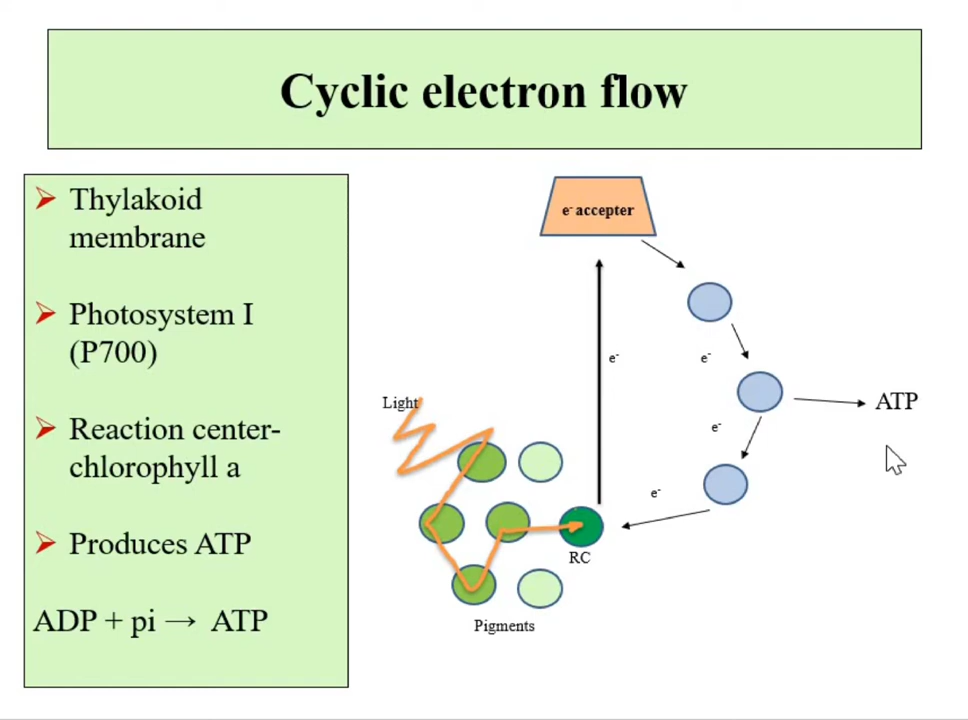 Cyclic electron flow
Thylakoid
membrane
Photosystem I
(P700)
Reaction center-
chlorophyll a
Produces ATP
ADP + pi → ATP
e⁻ accepter
e⁻
e⁻
Light
ATP
e⁻
e⁻
RC
Pigments